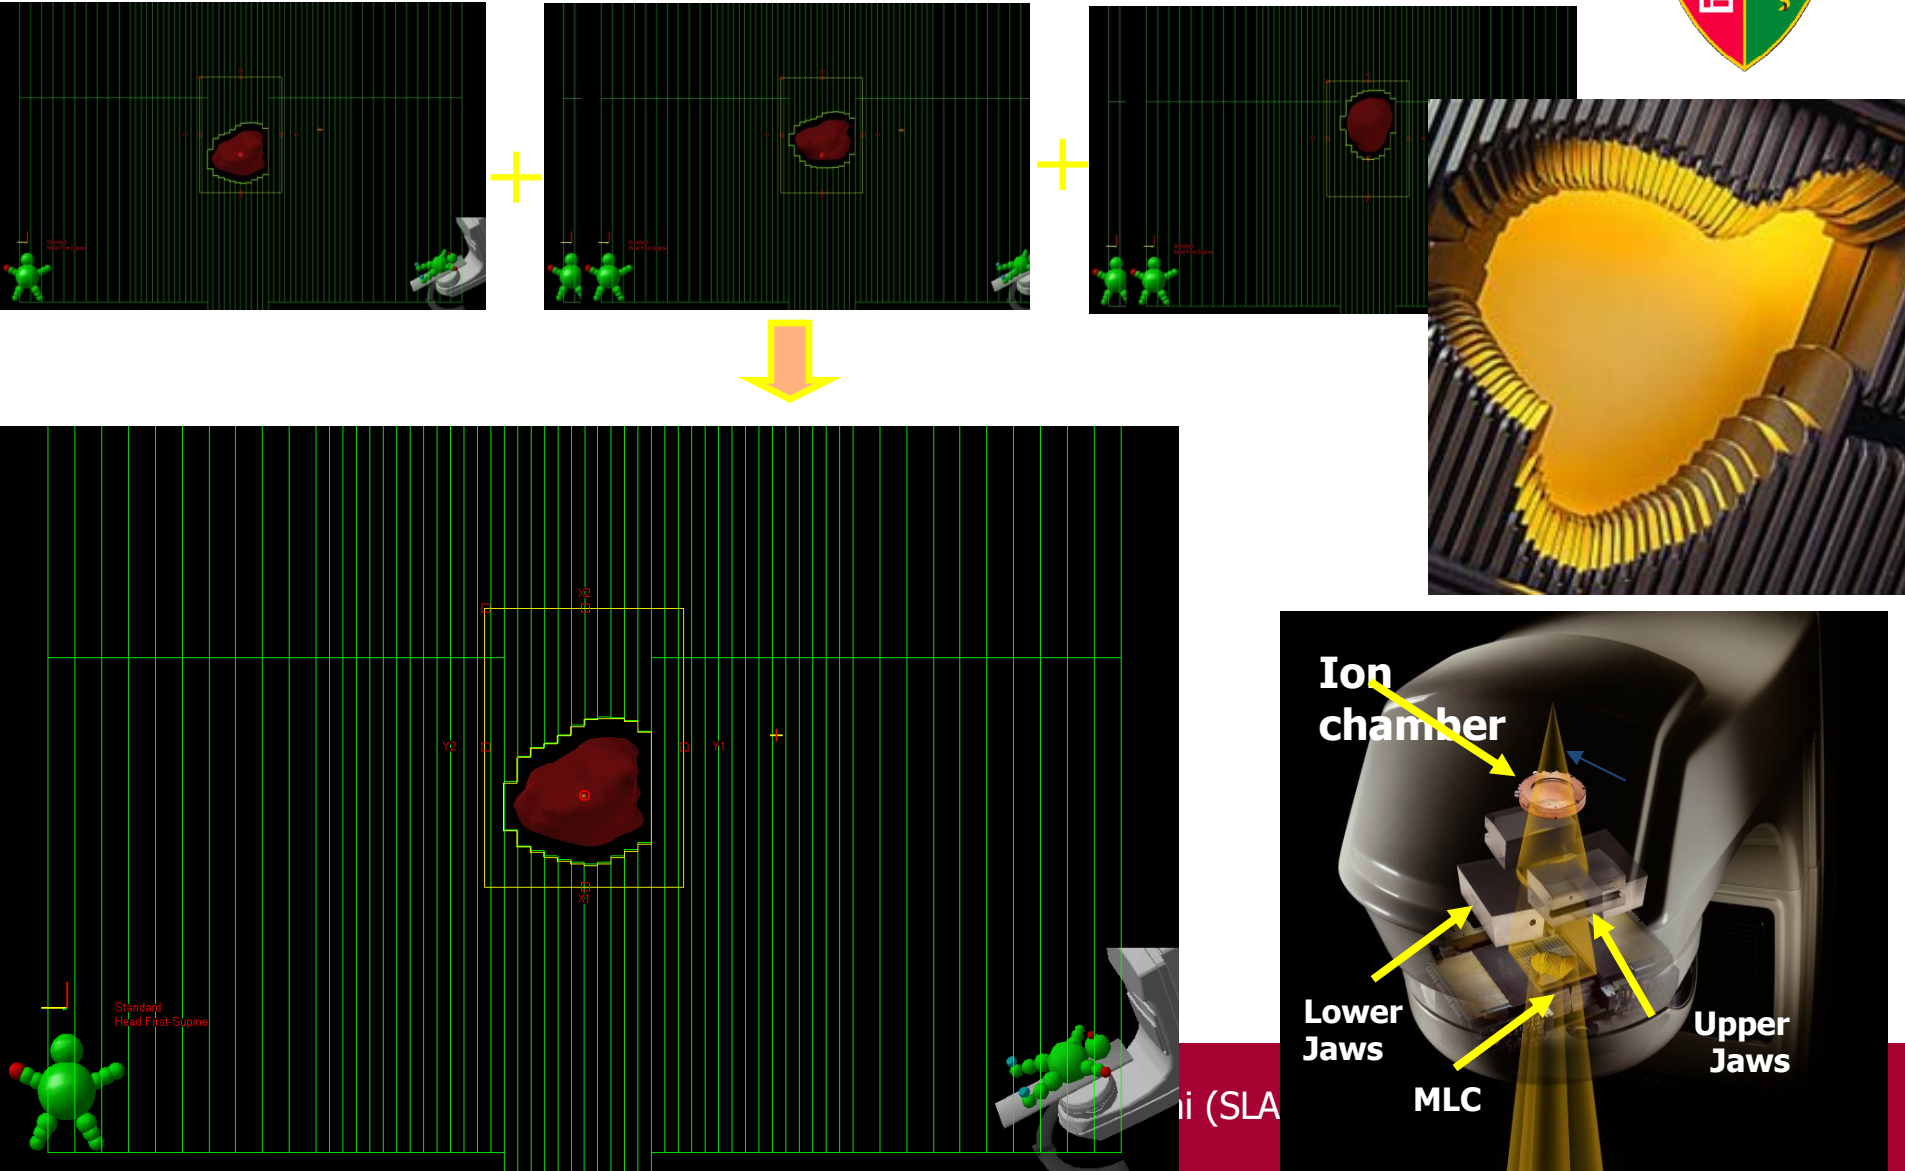 X2
Y2
Y1
X1
Standard
Head First-Supine
Ion
chamber
Lower
Jaws
Upper
Jaws
MLC
(SLA